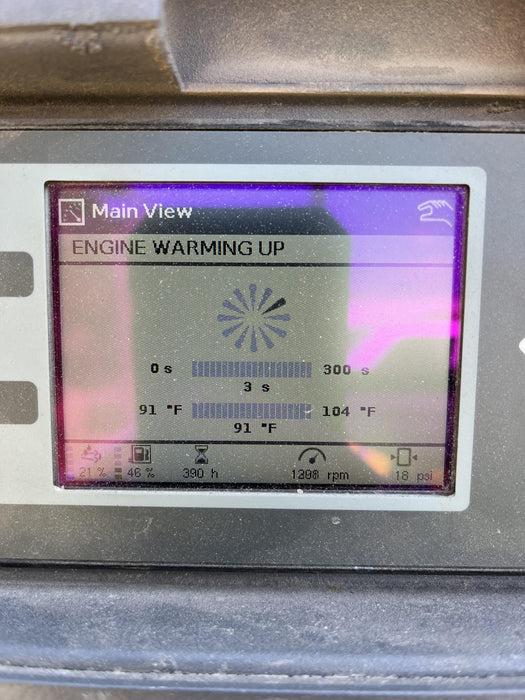 Main View
ENGINE WARMING UP
0 s 300 s
3 s
91 °F 104 °F
91 °F
21 % 46 % 390 h 1298 rpm 18 psi